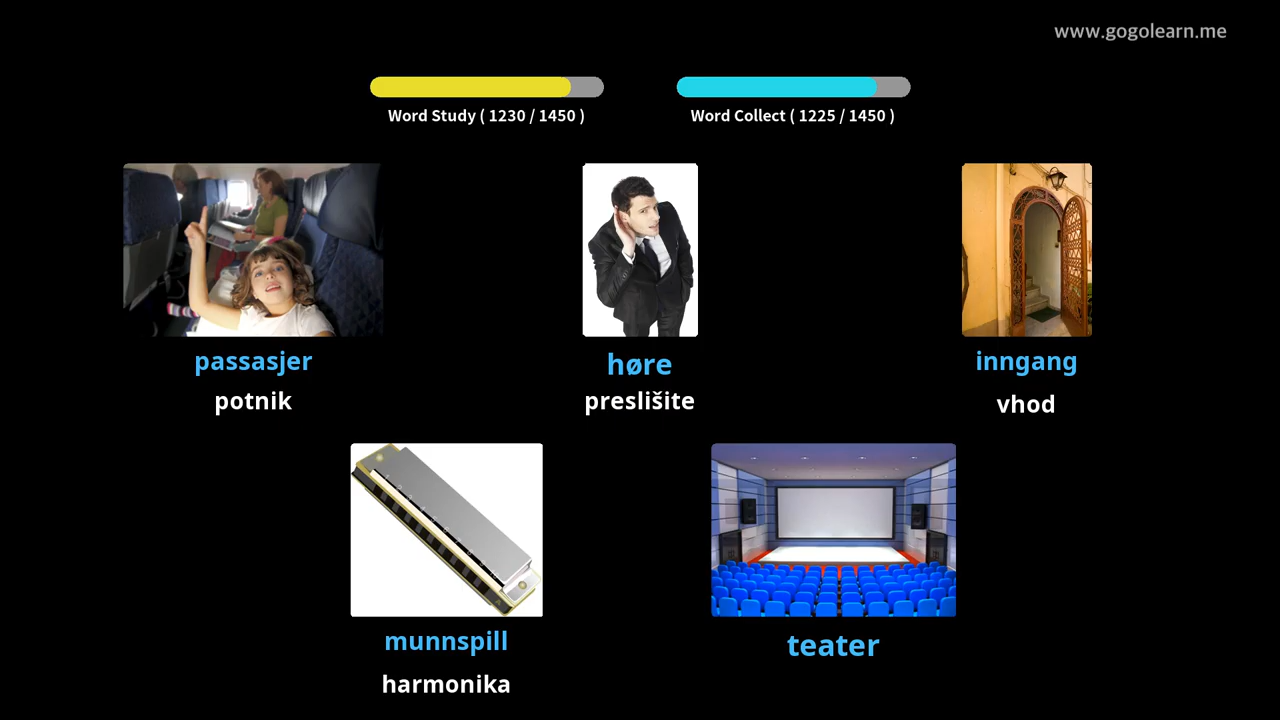 www.gogolearn.me
Word Study ( 1230 / 1450 )
Word Collect ( 1225 / 1450 )
passasjer
potnik
høre
preslišite
inngang
vhod
munnspill
harmonika
teater